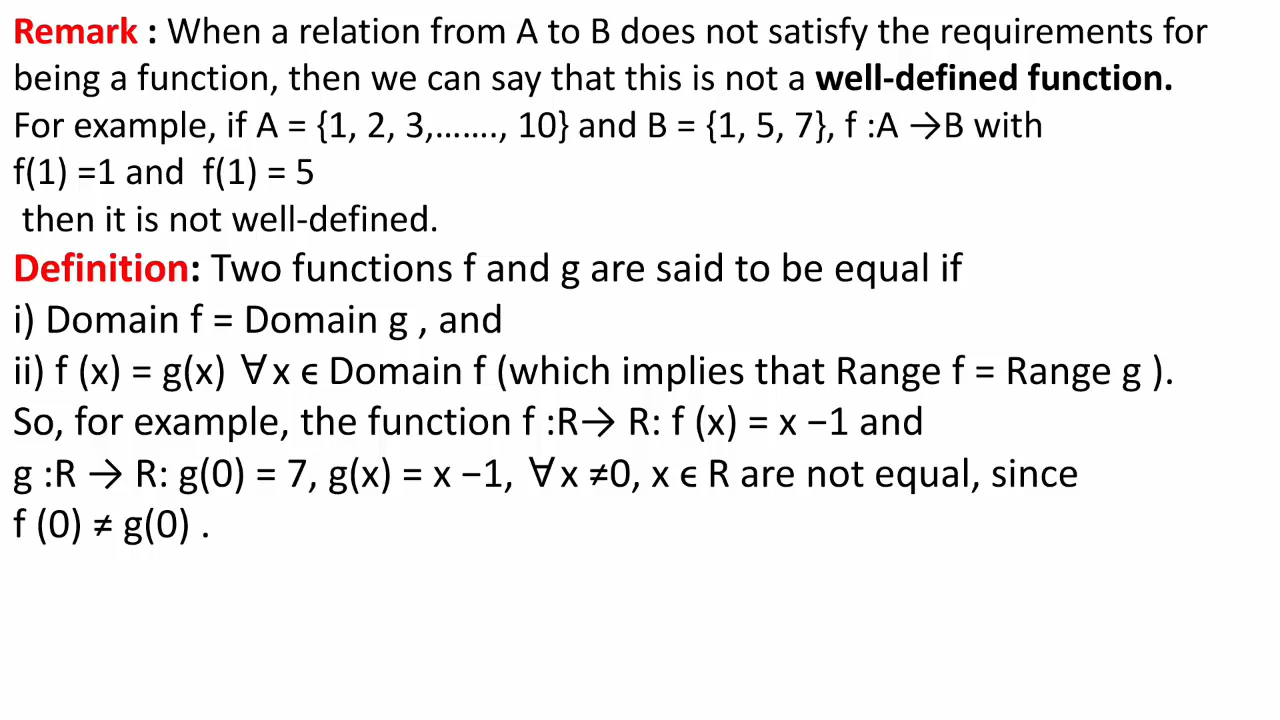 Remark : When a relation from A to B does not satisfy the requirements for
being a function, then we can say that this is not a well-defined function.
For example, if A = {1, 2, 3,……., 10} and B = {1, 5, 7}, f :A →B with
f(1) =1 and  f(1) = 5
then it is not well-defined.
Definition: Two functions f and g are said to be equal if
i) Domain f = Domain g , and
ii) f (x) = g(x) ∀x ϵ Domain f (which implies that Range f = Range g ).
So, for example, the function f :R→ R: f (x) = x −1 and
g :R → R: g(0) = 7, g(x) = x −1, ∀x ≠0, x ϵ R are not equal, since
f (0) ≠ g(0) .